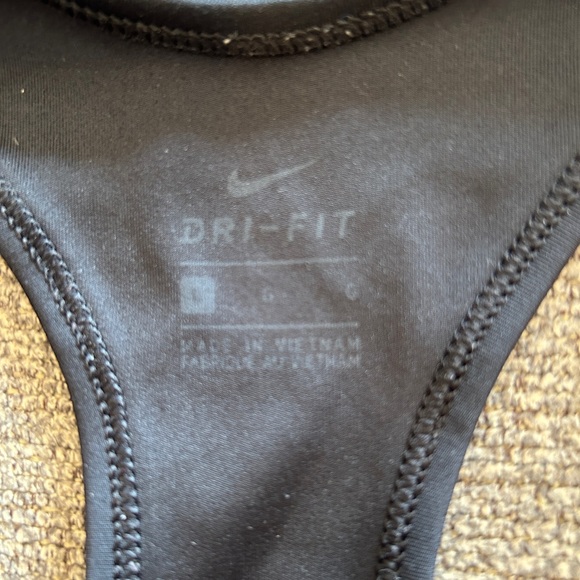 DRI-FIT
L G G
MADE IN VIETNAM
FABRIQUÉ AU VIETNAM